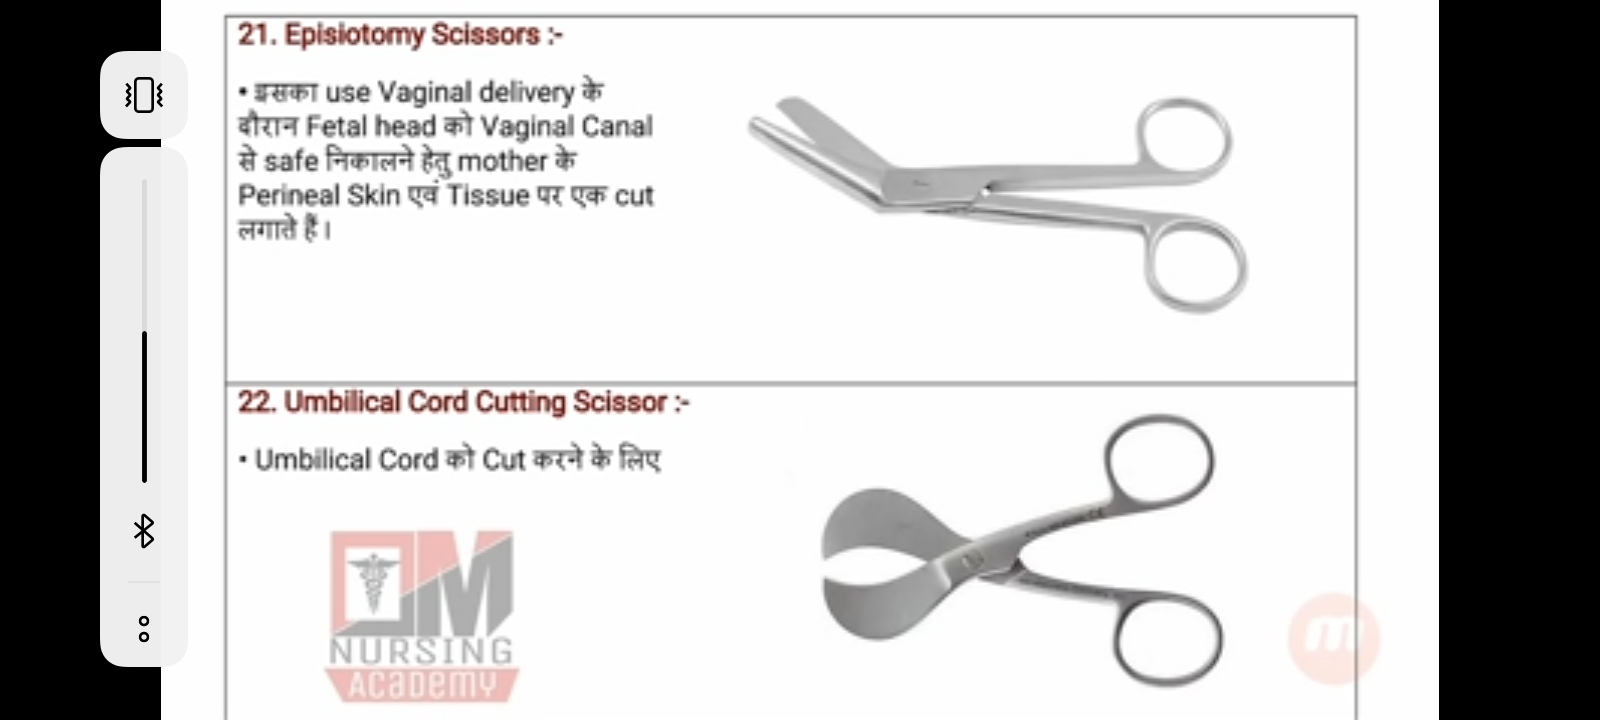 21. Episiotomy Scissors :-
• इसका use Vaginal delivery के
दौरान Fetal head को Vaginal Canal
से safe निकालने हेतु mother के
Perineal Skin एवं Tissue पर एक cut
लगाते हैं।
22. Umbilical Cord Cutting Scissor :-
• Umbilical Cord को Cut करने के लिए
OM
NURSING
Academy
m